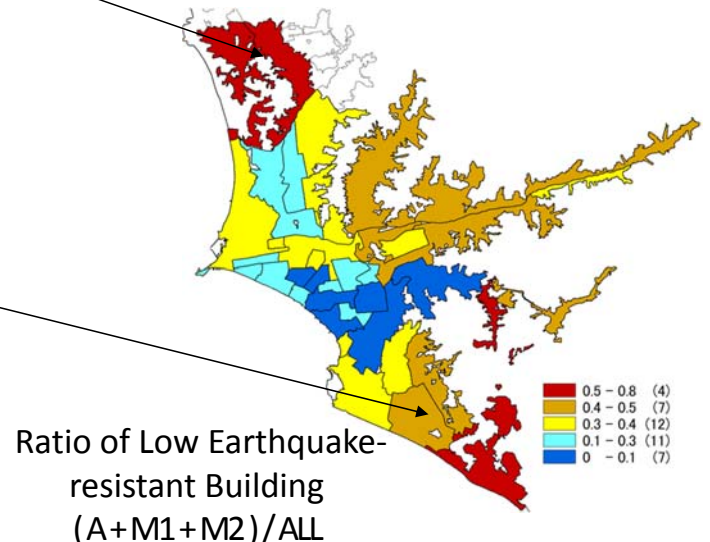 0.5 - 0.8 (4)
0.4 - 0.5 (7)
0.3 - 0.4 (12)
0.1 - 0.3 (11)
0 - 0.1 (7)
Ratio of Low Earthquake-
resistant Building
(A+M1+M2)/ALL